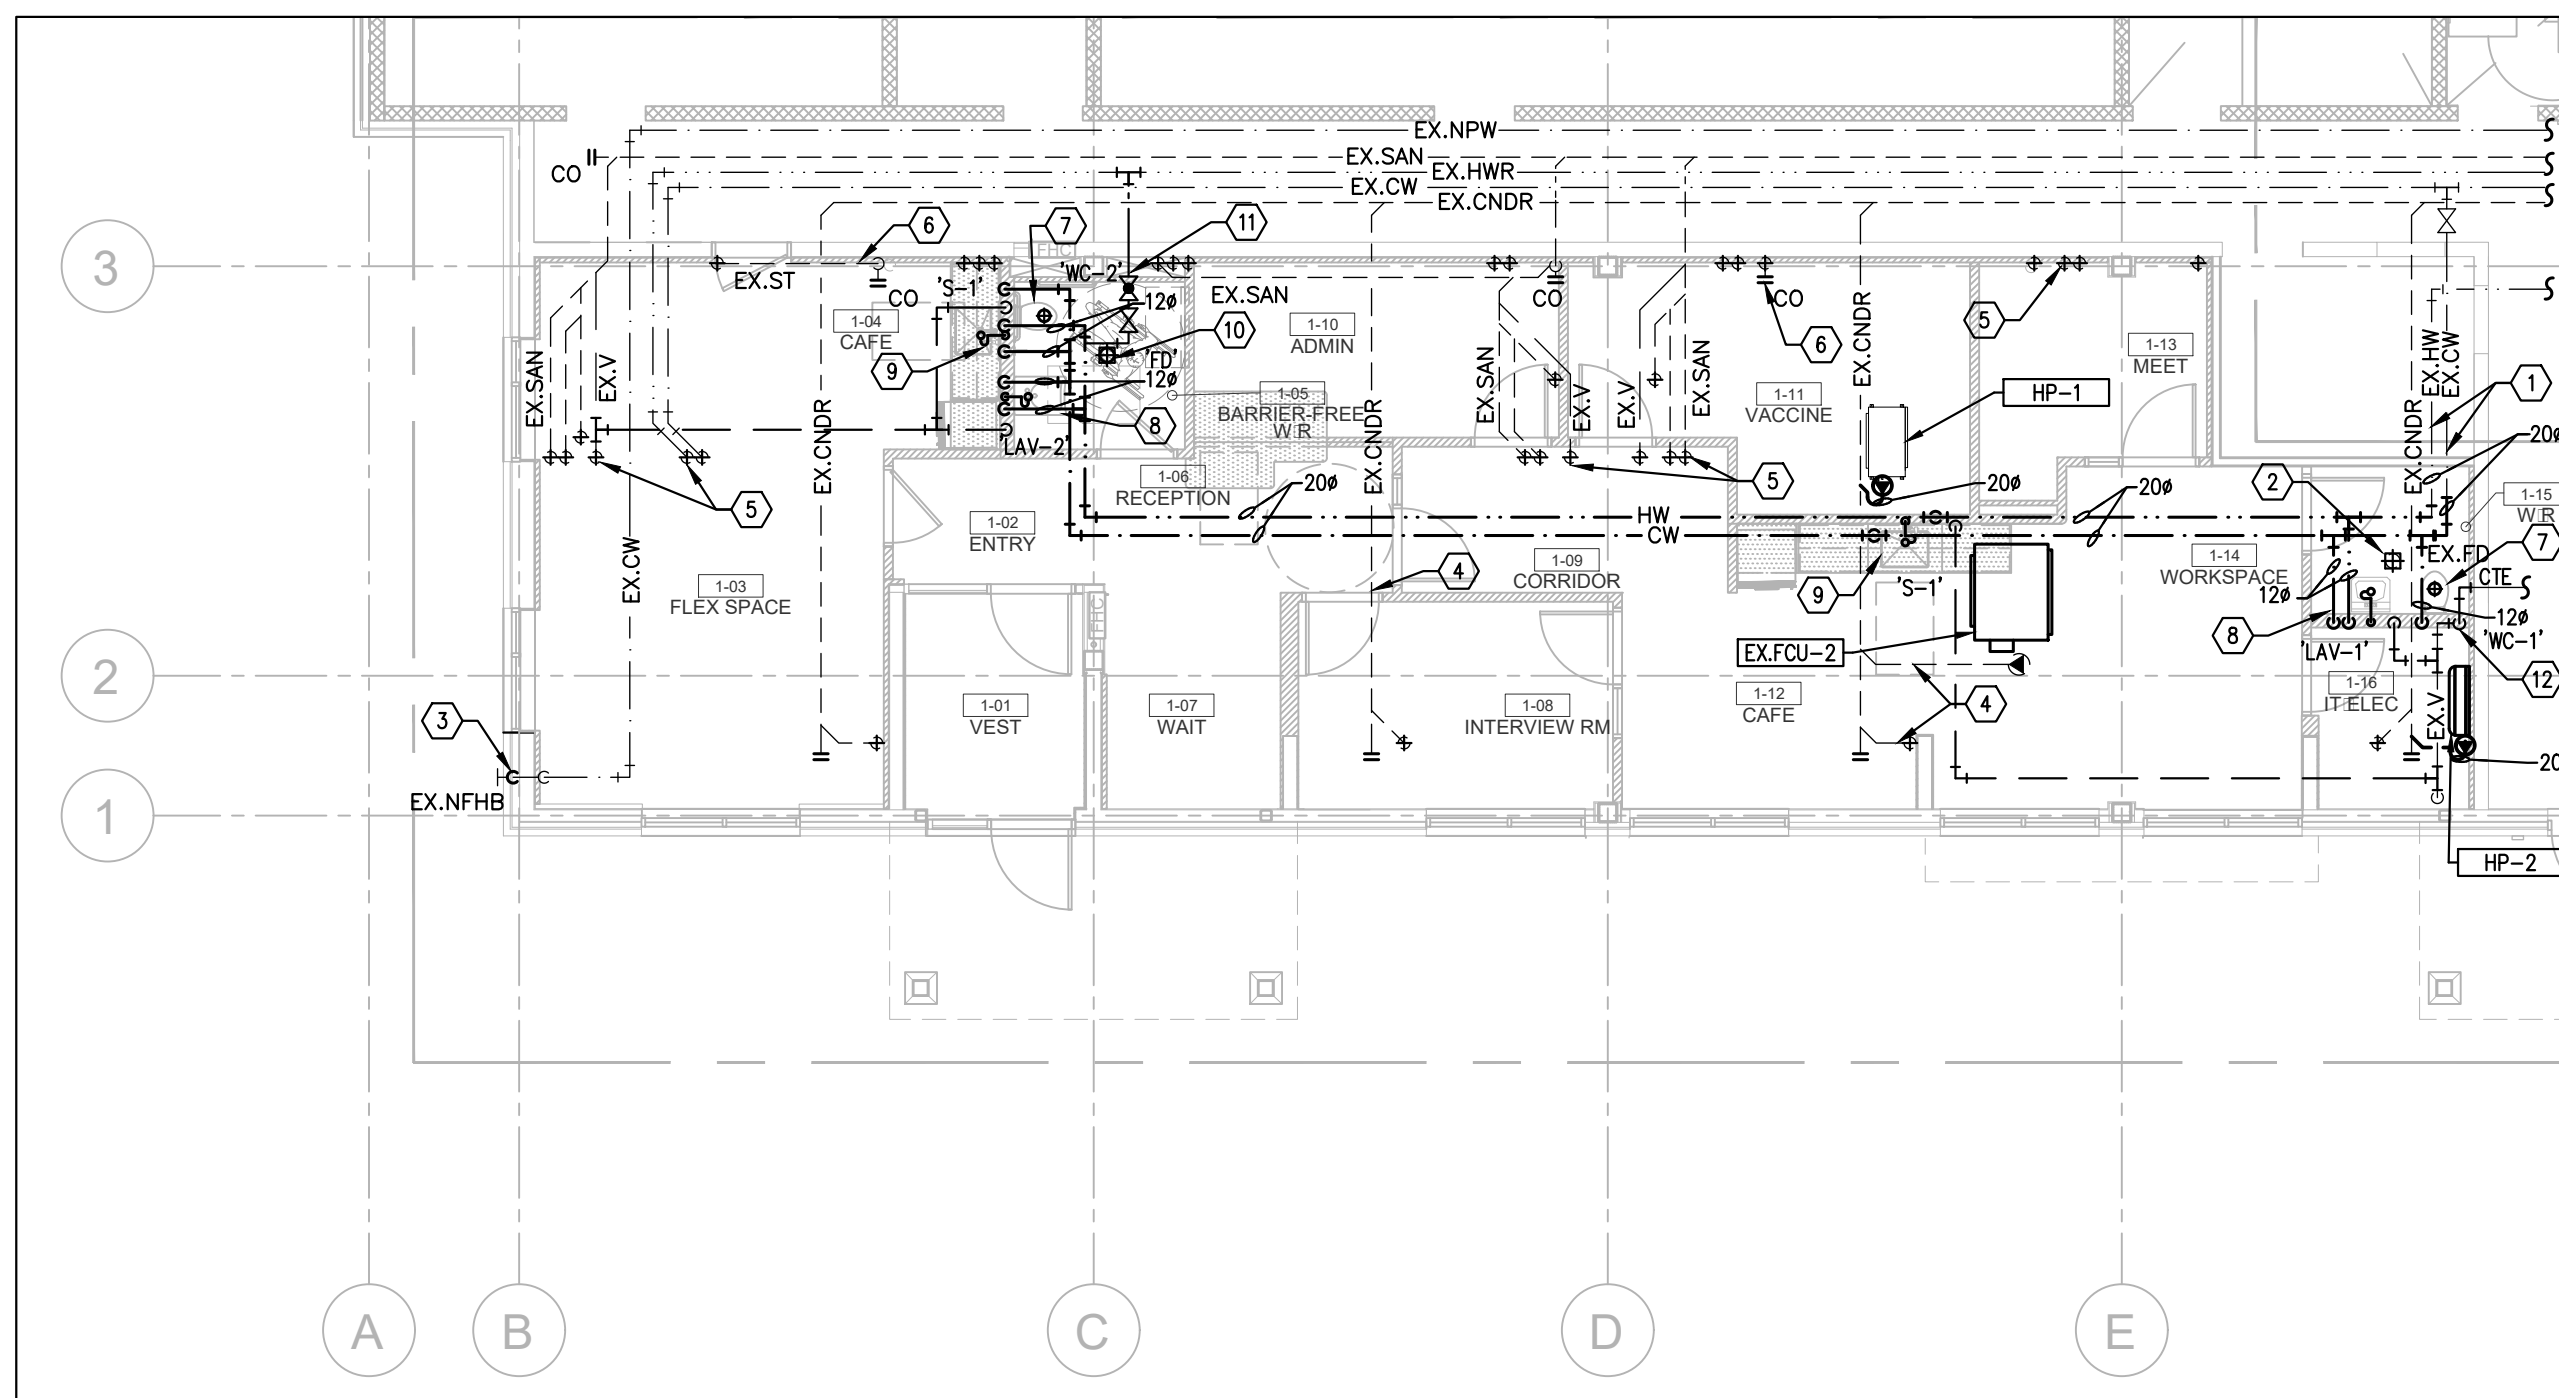 EX.NPW
EX.SAN
EX.HWR
EX.CW
EX.CNDR
CO
3
6
7
11
FHC
'WC-2'
EX.ST
CO
'S-1'
12ø
EX.SAN
CO
CO
5
1-04
CAFE
9
10
'FD'
12ø
1-10
ADMIN
6
1-13
MEET
EX.HW
EX.CW
1
EX.SAN
EX.V
EX.CNDR
8
'LAV-2'
1-05
BARRIER-FREE
W R
EX.CNDR
EX.SAN
EX.V
EX.V
EX.SAN
1-11
VACCINE
EX.CNDR
HP-1
EX.CNDR
20ø
5
1-06
RECEPTION
20ø
5
20ø
20ø
2
1-15
W R
1-02
ENTRY
HW
CW
EX.CW
1-03
FLEX SPACE
4
1-09
CORRIDOR
9
'S-1'
1-14
WORKSPACE
EX.FD
7
CTE
12ø
12ø
FHC
8
'LAV-1'
'WC-1'
EX.FCU-2
2
1-01
VEST
1-07
WAIT
1-08
INTERVIEW RM
1-12
CAFE
4
1-16
IT ELEC
EX.V
12
3
EX.NFHB
20
1
HP-2
A
B
C
D
E